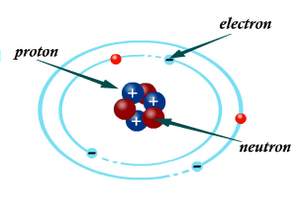 electron
proton
+
+
+
neutron